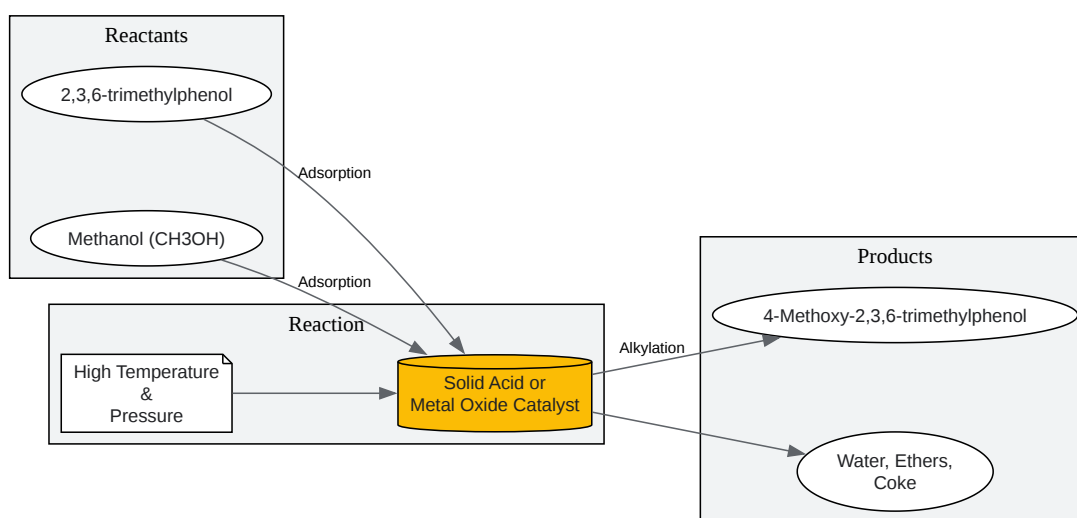 Reactants
2,3,6-trimethylphenol
Adsorption
Methanol (CH3OH)
Adsorption
Reaction
High Temperature
&
Pressure
Solid Acid or
Metal Oxide Catalyst
Alkylation
Products
4-Methoxy-2,3,6-trimethylphenol
Water, Ethers,
Coke